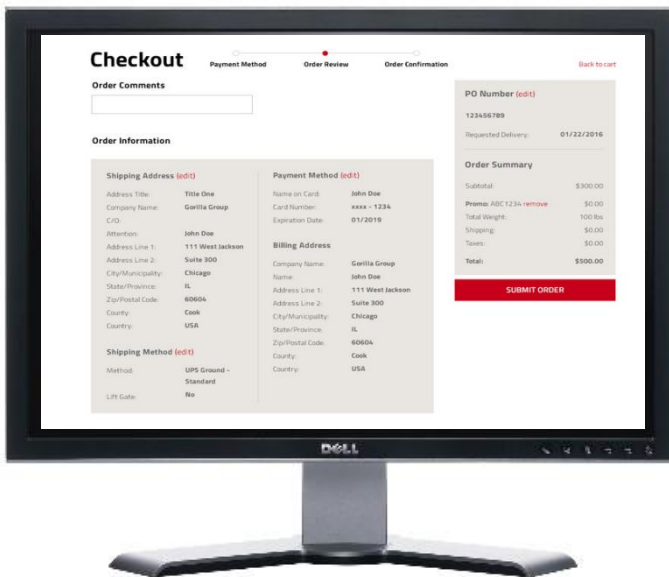 Checkout
Payment Method
Order Review
Order Confirmation
Back to cart
Order Comments
Order Information
Shipping Address (edit)
Address Title: Title One
Company Name: Gorilla Group
C/O:
Attention: John Doe
Address Line 1: 111 West Jackson
Address Line 2: Suite 300
City/Municipality: Chicago
State/Province: IL
Zip/Postal Code: 60604
County: Cook
Country: USA
Shipping Method (edit)
Method: UPS Ground -
Standard
Lift Gate: No
Payment Method (edit)
Name on Card: John Doe
Card Number: xxxx - 1234
Expiration Date: 01/2019
Billing Address
Company Name: Gorilla Group
Name: John Doe
Address Line 1: 111 West Jackson
Address Line 2: Suite 300
City/Municipality: Chicago
State/Province: IL
Zip/Postal Code: 60604
County: Cook
Country: USA
PO Number (edit)
123456789
Requested Delivery: 01/22/2016
Order Summary
Subtotal: $300.00
Promo: ABC1234 remove $0.00
Total Weight: 100 lbs
Shipping: $0.00
Taxes: $0.00
Total: $500.00
SUBMIT ORDER
DELL